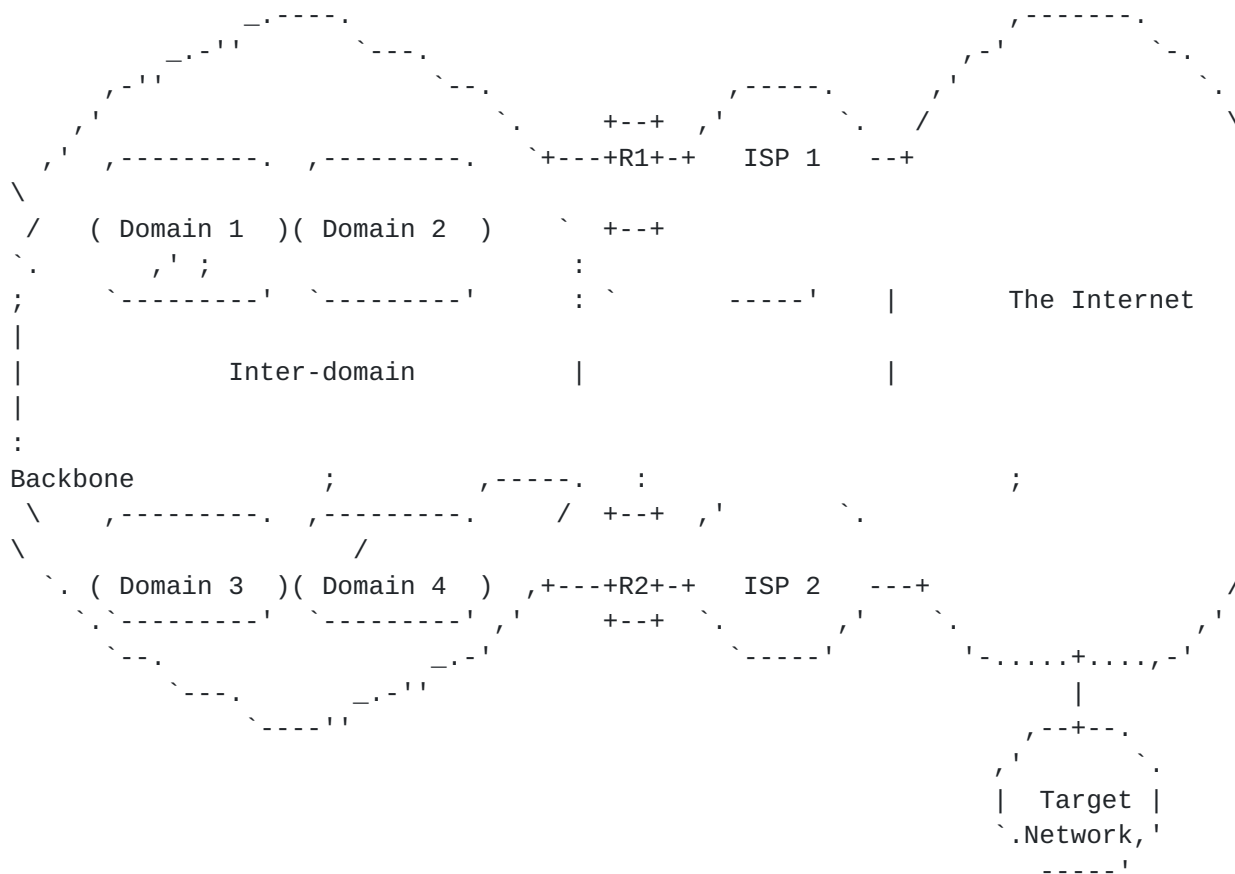 _.----.                                           ,-------.
              _.-''       `---.                                   ,-'         `-.
          ,-''                 `--.               ,-----.       ,'               `.
        ,'                         `.     +--+  ,'       `.   /                    \
      ,'  ,---------.  ,---------.   `+---+R1+-+   ISP 1   --+
\
     /   ( Domain 1  )( Domain 2  )    `  +--+
`.       ,' ;                       :
;      `---------'  `---------'      : `       -----'    |       The Internet
|
|             Inter-domain          |                   |
|
:
Backbone            ;         ,-----.   :                       ;
 \    ,---------.  ,---------.     /  +--+  ,'       `.
\                     /
  `. ( Domain 3  )( Domain 4  )  ,+---+R2+-+   ISP 2   ---+                   /
    `.`---------'  `---------' ,'     +--+  `.       ,'    `.               ,'
      `--.                 _.-'               `-----'        '-.....+....,-'
          `---.       _.-''                                         |
               `----''                                           ,--+--.
                                                               ,'       `.
                                                               |  Target |
                                                               `.Network,'
                                                                  -----'